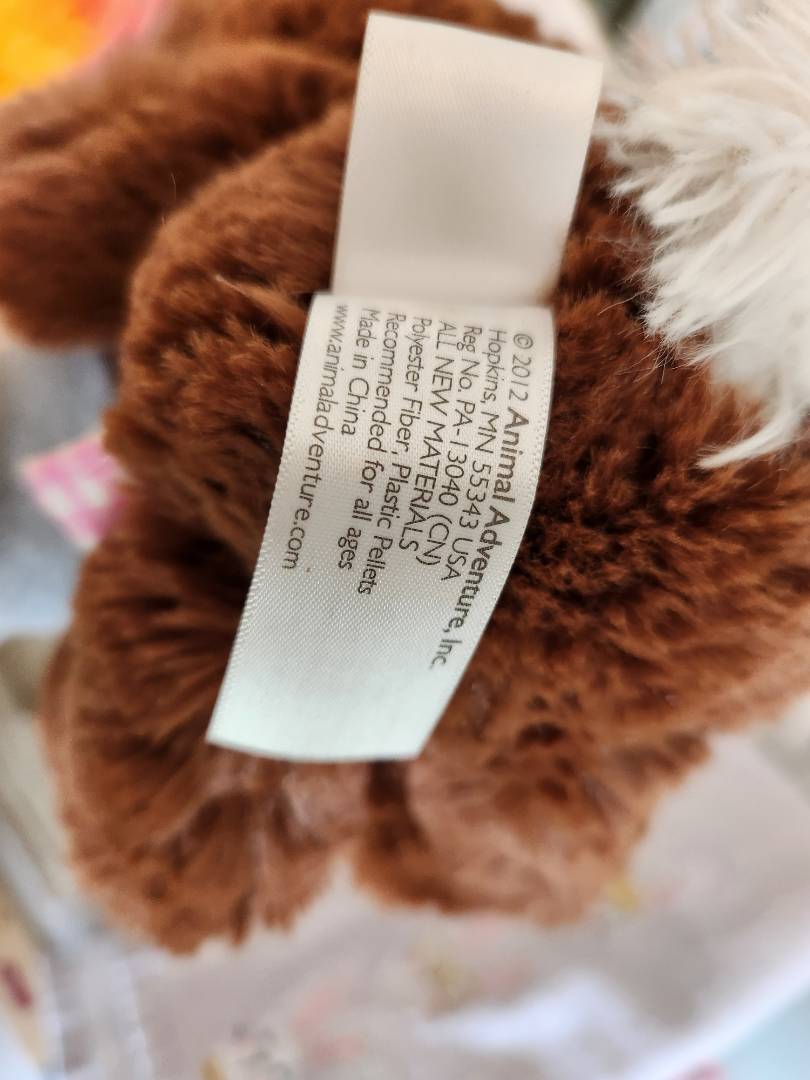 © 2012 Animal Adventure, Inc.
Hopkins, MN 55343 USA
Reg No. PA-13040 (CN)
ALL NEW MATERIALS
Polyester Fiber, Plastic Pellets
Recommended for all ages
Made in China
www.animaladventure.com